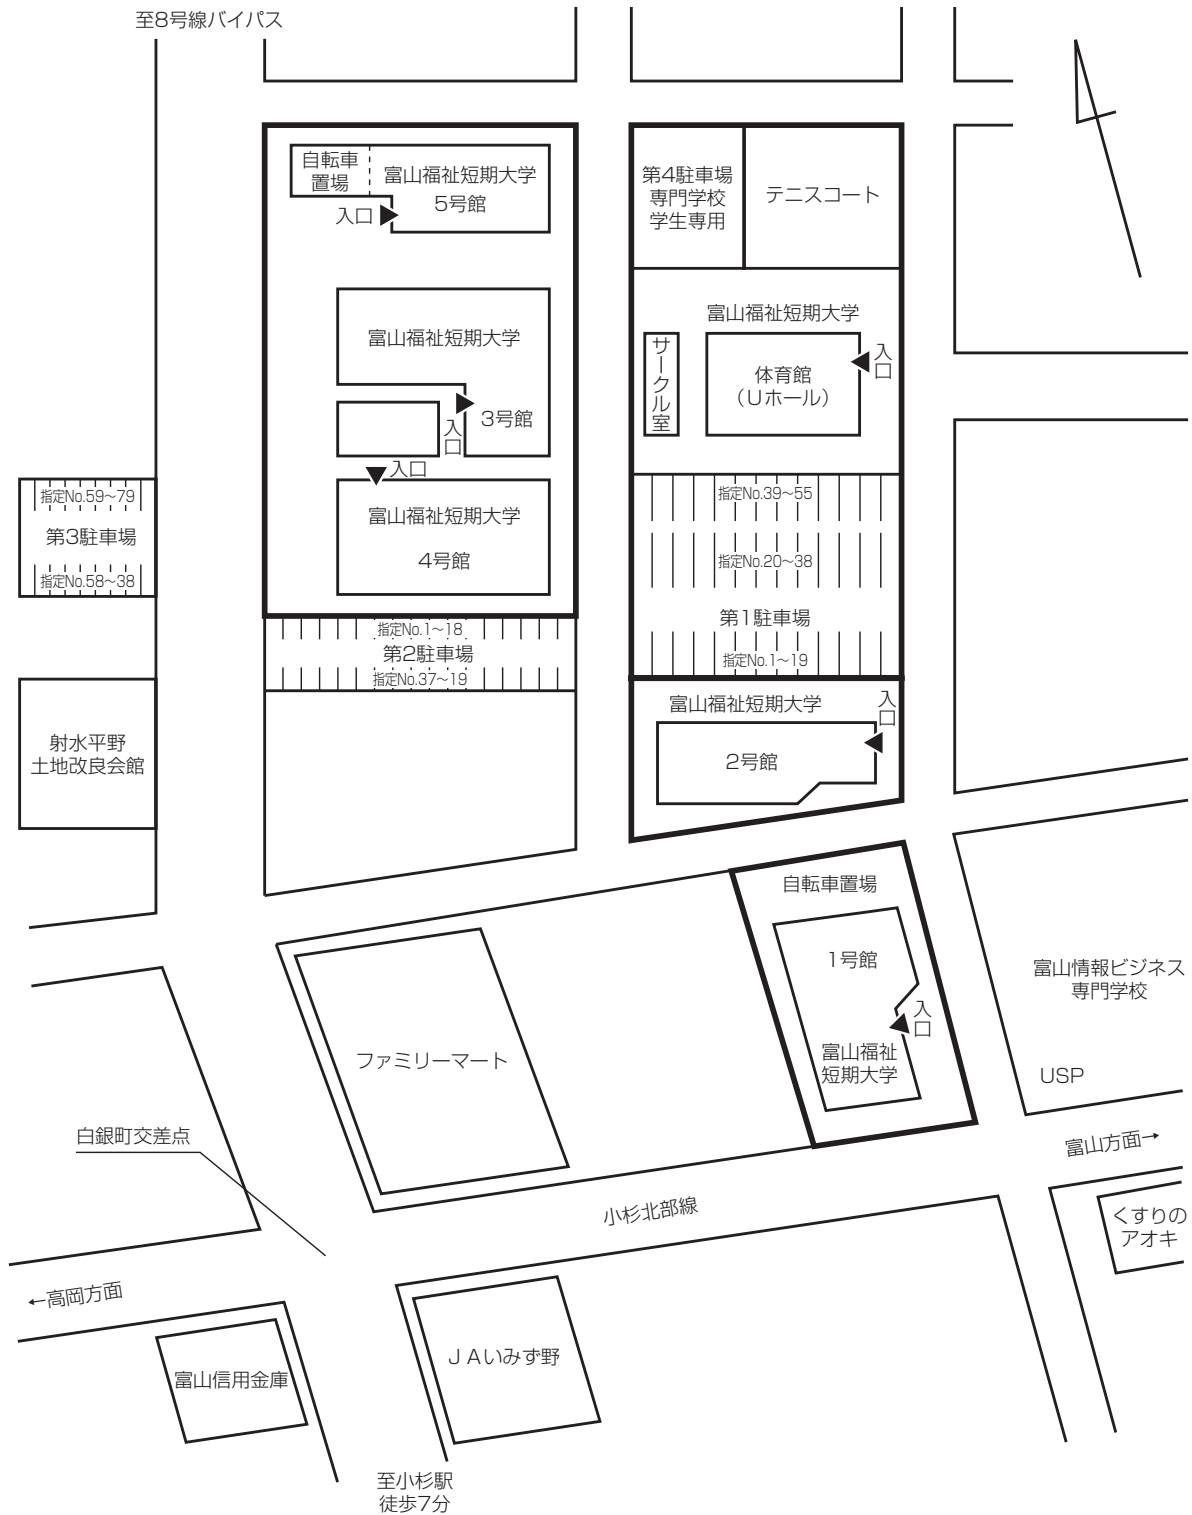 至8号線バイパス
自転車
置場
富山福祉短期大学
5号館
入口
第4駐車場
専門学校
学生専用
テニスコート
富山福祉短期大学
3号館
入口
富山福祉短期大学
サークル室
体育館
（Uホール）
入口
入口
富山福祉短期大学
4号館
指定No.59～79
第3駐車場
指定No.58～38
指定No.39～55
指定No.20～38
第1駐車場
指定No.1～19
指定No.1～18
第2駐車場
指定No.37～19
富山福祉短期大学
2号館
入口
射水平野
土地改良会館
自転車置場
1号館
入口
富山福祉
短期大学
富山情報ビジネス
専門学校
USP
ファミリーマート
白銀町交差点
富山方面→
小杉北部線
くすりの
アオキ
←高岡方面
富山信用金庫
ＪＡいみず野
至小杉駅
徒歩7分